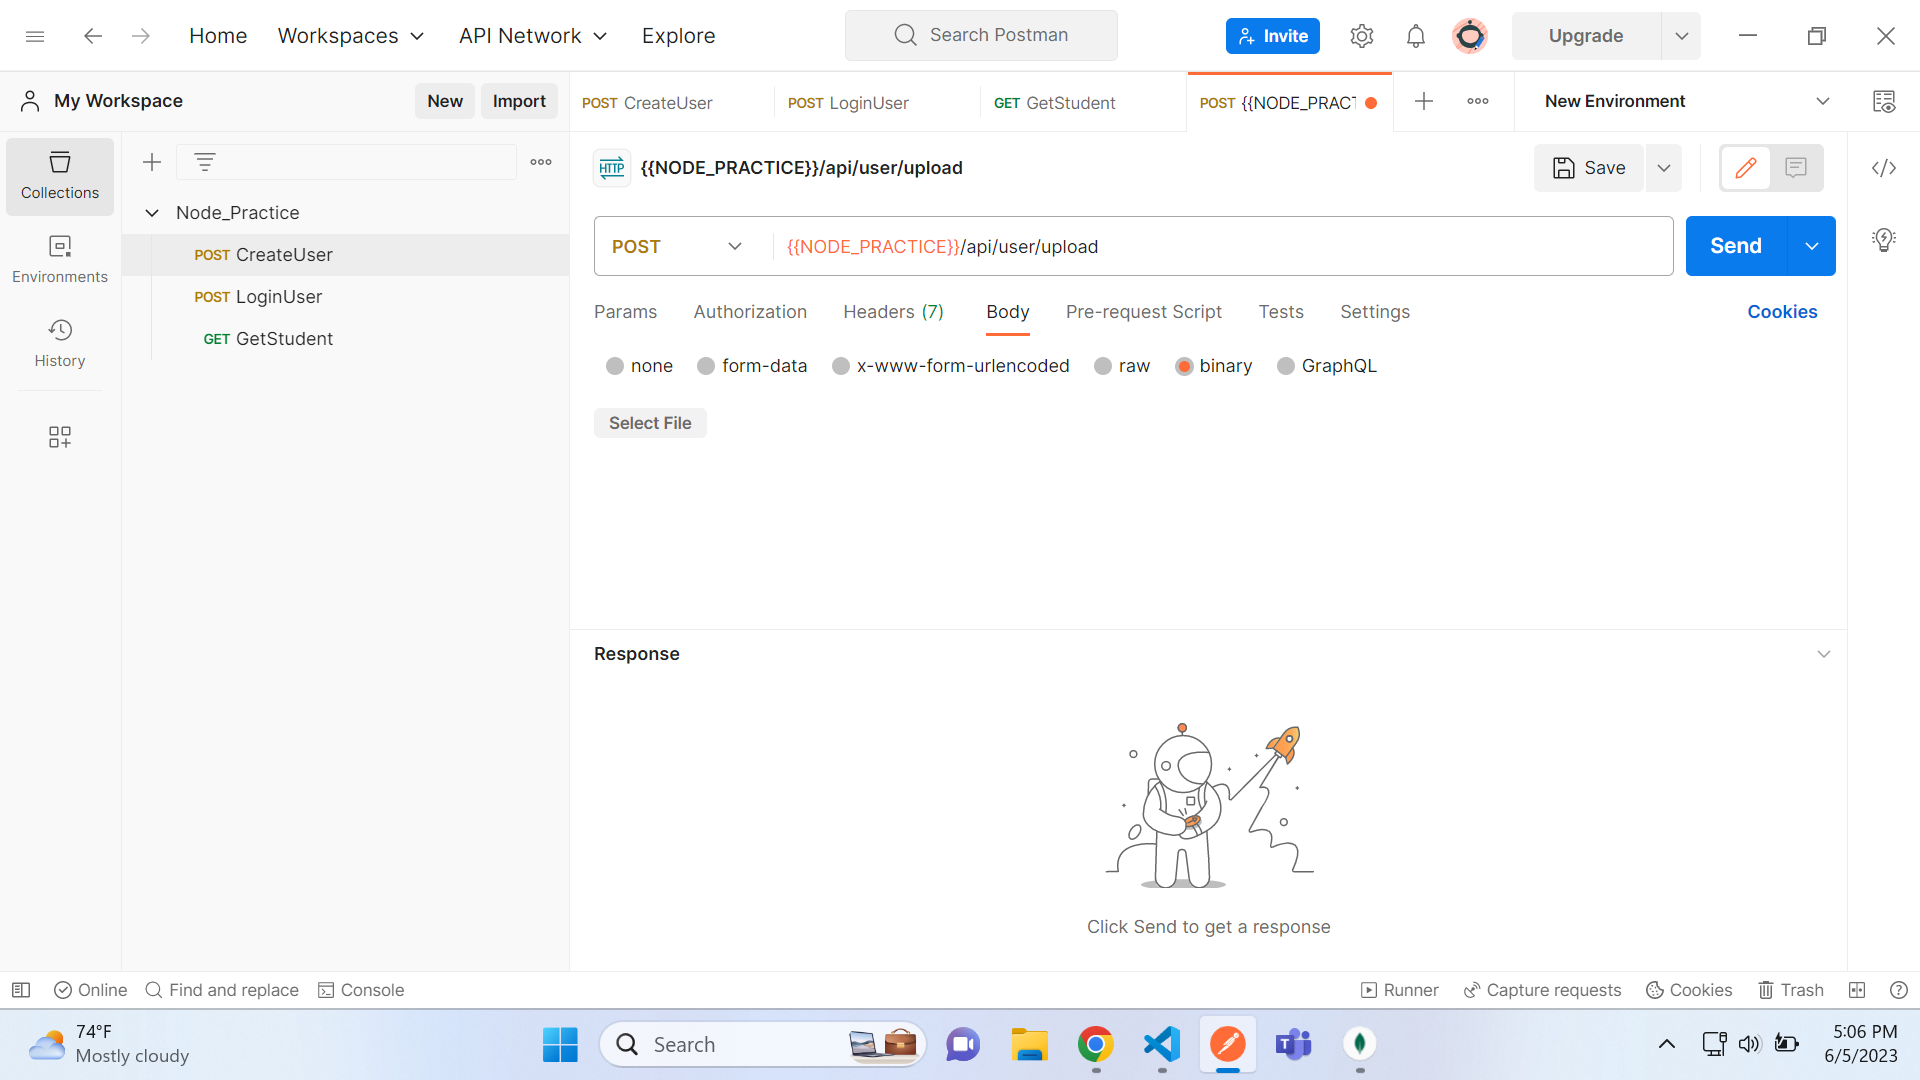 Home Workspaces API Network Explore Search Postman Invite Upgrade
My Workspace New Import POST CreateUser POST LoginUser GET GetStudent POST {{NODE_PRACT New Environment
Collections
Environments
History
Node_Practice
POST CreateUser
POST LoginUser
GET GetStudent
HTTP {{NODE_PRACTICE}}/api/user/upload Save
POST {{NODE_PRACTICE}}/api/user/upload Send
Params Authorization Headers (7) Body Pre-request Script Tests Settings Cookies
none form-data x-www-form-urlencoded raw binary GraphQL
Select File
Response
Click Send to get a response
Online Find and replace Console Runner Capture requests Cookies Trash
74°F
Mostly cloudy
Search
5:06 PM
6/5/2023